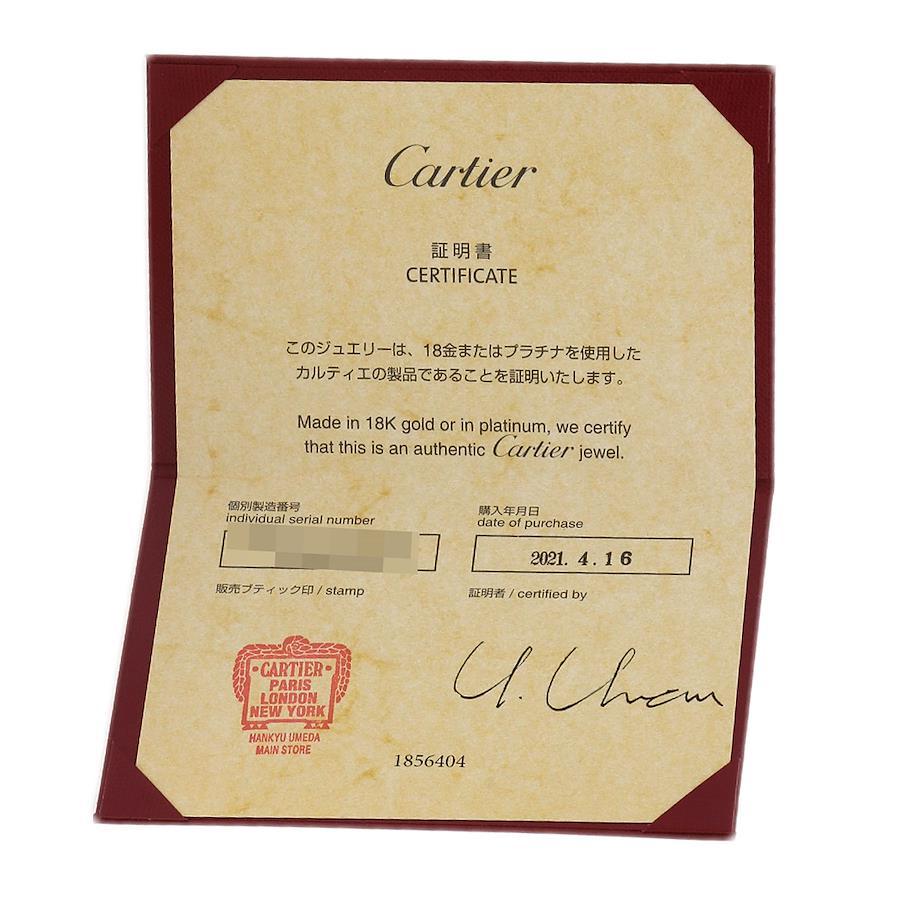 Cartier
証明書
CERTIFICATE
このジュエリーは、18金またはプラチナを使用した
カルティエの製品であることを証明いたします。
Made in 18K gold or in platinum, we certify
that this is an authentic Cartier jewel.
個別製造番号
individual serial number
購入年月日
date of purchase
2021. 4. 16
販売ブティック印 / stamp
証明者 / certified by
CARTIER
PARIS
LONDON
NEW YORK
HANKYU UMEDA
MAIN STORE
1856404